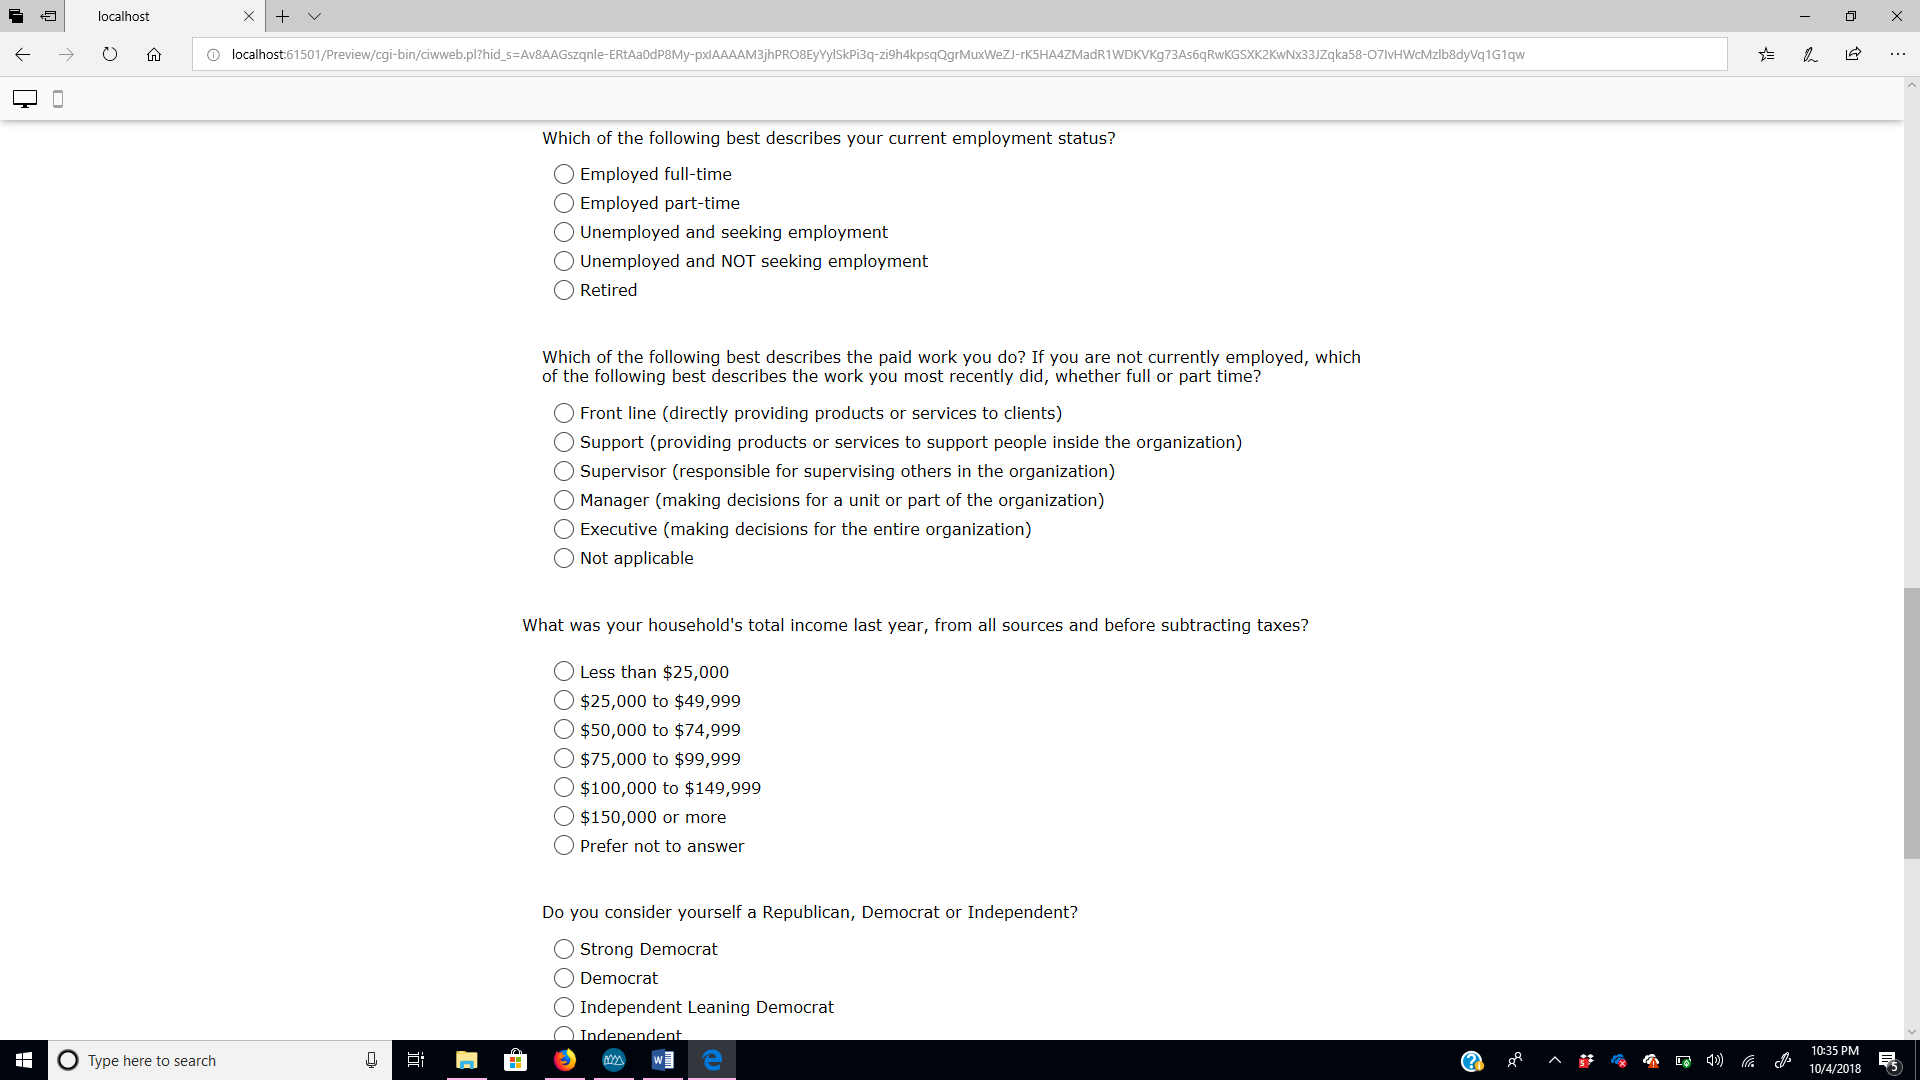 localhost
localhost:61501/Preview/cgi-bin/ciwweb.pl?hid_s=Av8AAGszqnle-ERtAa0dP8My-pxIAAAAM3jhPRO8EyYylSkPi3q-zi9h4kpsqQgrMuxWeZJ-rK5HA4ZMadR1WDKVKg73As6qRwKGSXK2KwNx33JZqka58-O7IvHWcMzlb8dyVq1G1qw
Which of the following best describes your current employment status?
Employed full-time
Employed part-time
Unemployed and seeking employment
Unemployed and NOT seeking employment
Retired
Which of the following best describes the paid work you do? If you are not currently employed, which
of the following best describes the work you most recently did, whether full or part time?
Front line (directly providing products or services to clients)
Support (providing products or services to support people inside the organization)
Supervisor (responsible for supervising others in the organization)
Manager (making decisions for a unit or part of the organization)
Executive (making decisions for the entire organization)
Not applicable
What was your household's total income last year, from all sources and before subtracting taxes?
Less than $25,000
$25,000 to $49,999
$50,000 to $74,999
$75,000 to $99,999
$100,000 to $149,999
$150,000 or more
Prefer not to answer
Do you consider yourself a Republican, Democrat or Independent?
Strong Democrat
Democrat
Independent Leaning Democrat
Independent
Type here to search
10:35 PM
10/4/2018
5